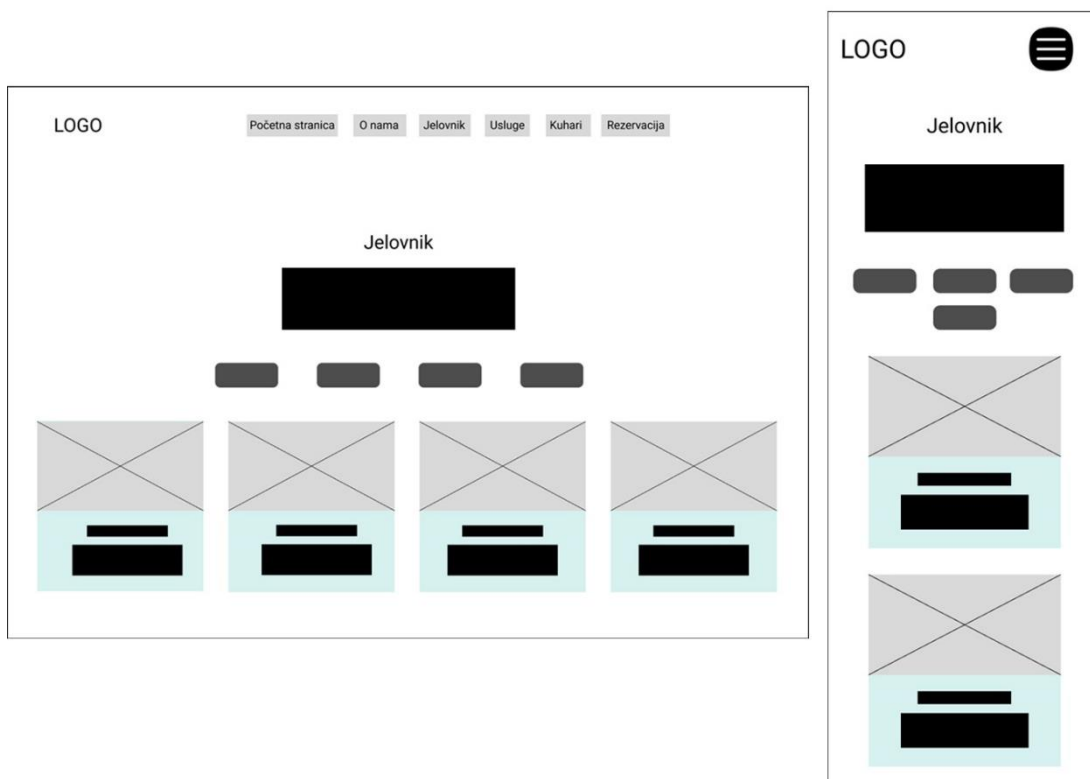 LOGO
Početna stranica O nama Jelovnik Usluge Kuhari Rezervacija
Jelovnik
LOGO
Jelovnik